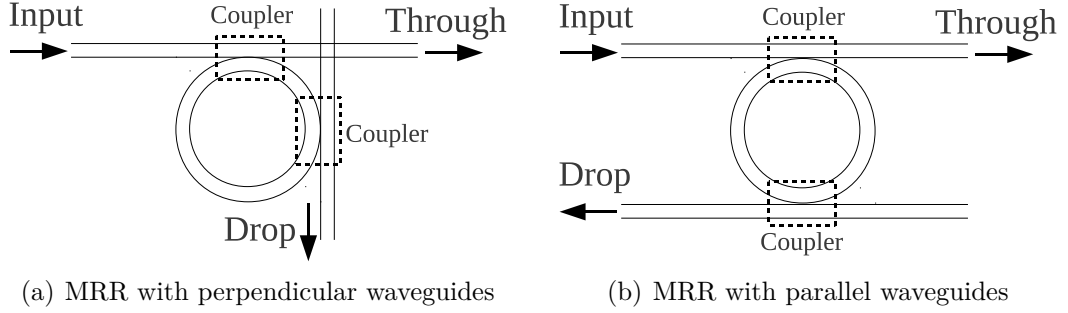 Input
Coupler
Through
Coupler
Drop
(a) MRR with perpendicular waveguides
Input
Coupler
Through
Drop
Coupler
(b) MRR with parallel waveguides